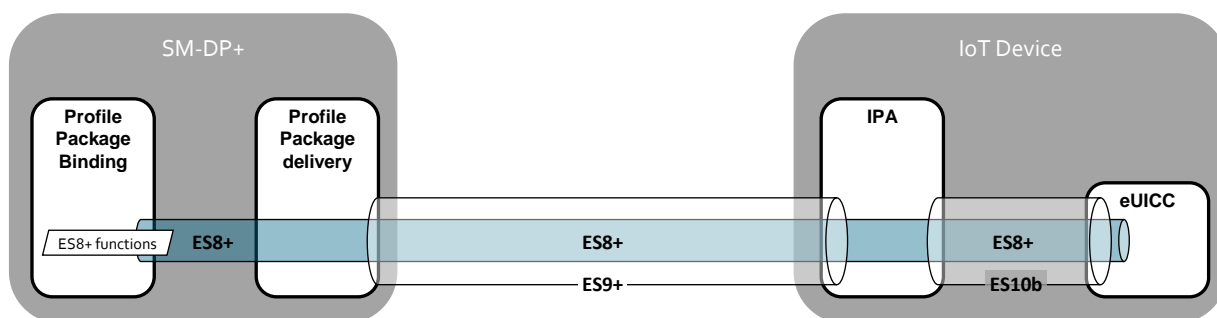 SM-DP+
IoT Device
Profile
Package
Binding
Profile
Package
delivery
IPA
eUICC
ES8+ functions
ES8+
ES8+
ES8+
ES9+
ES10b